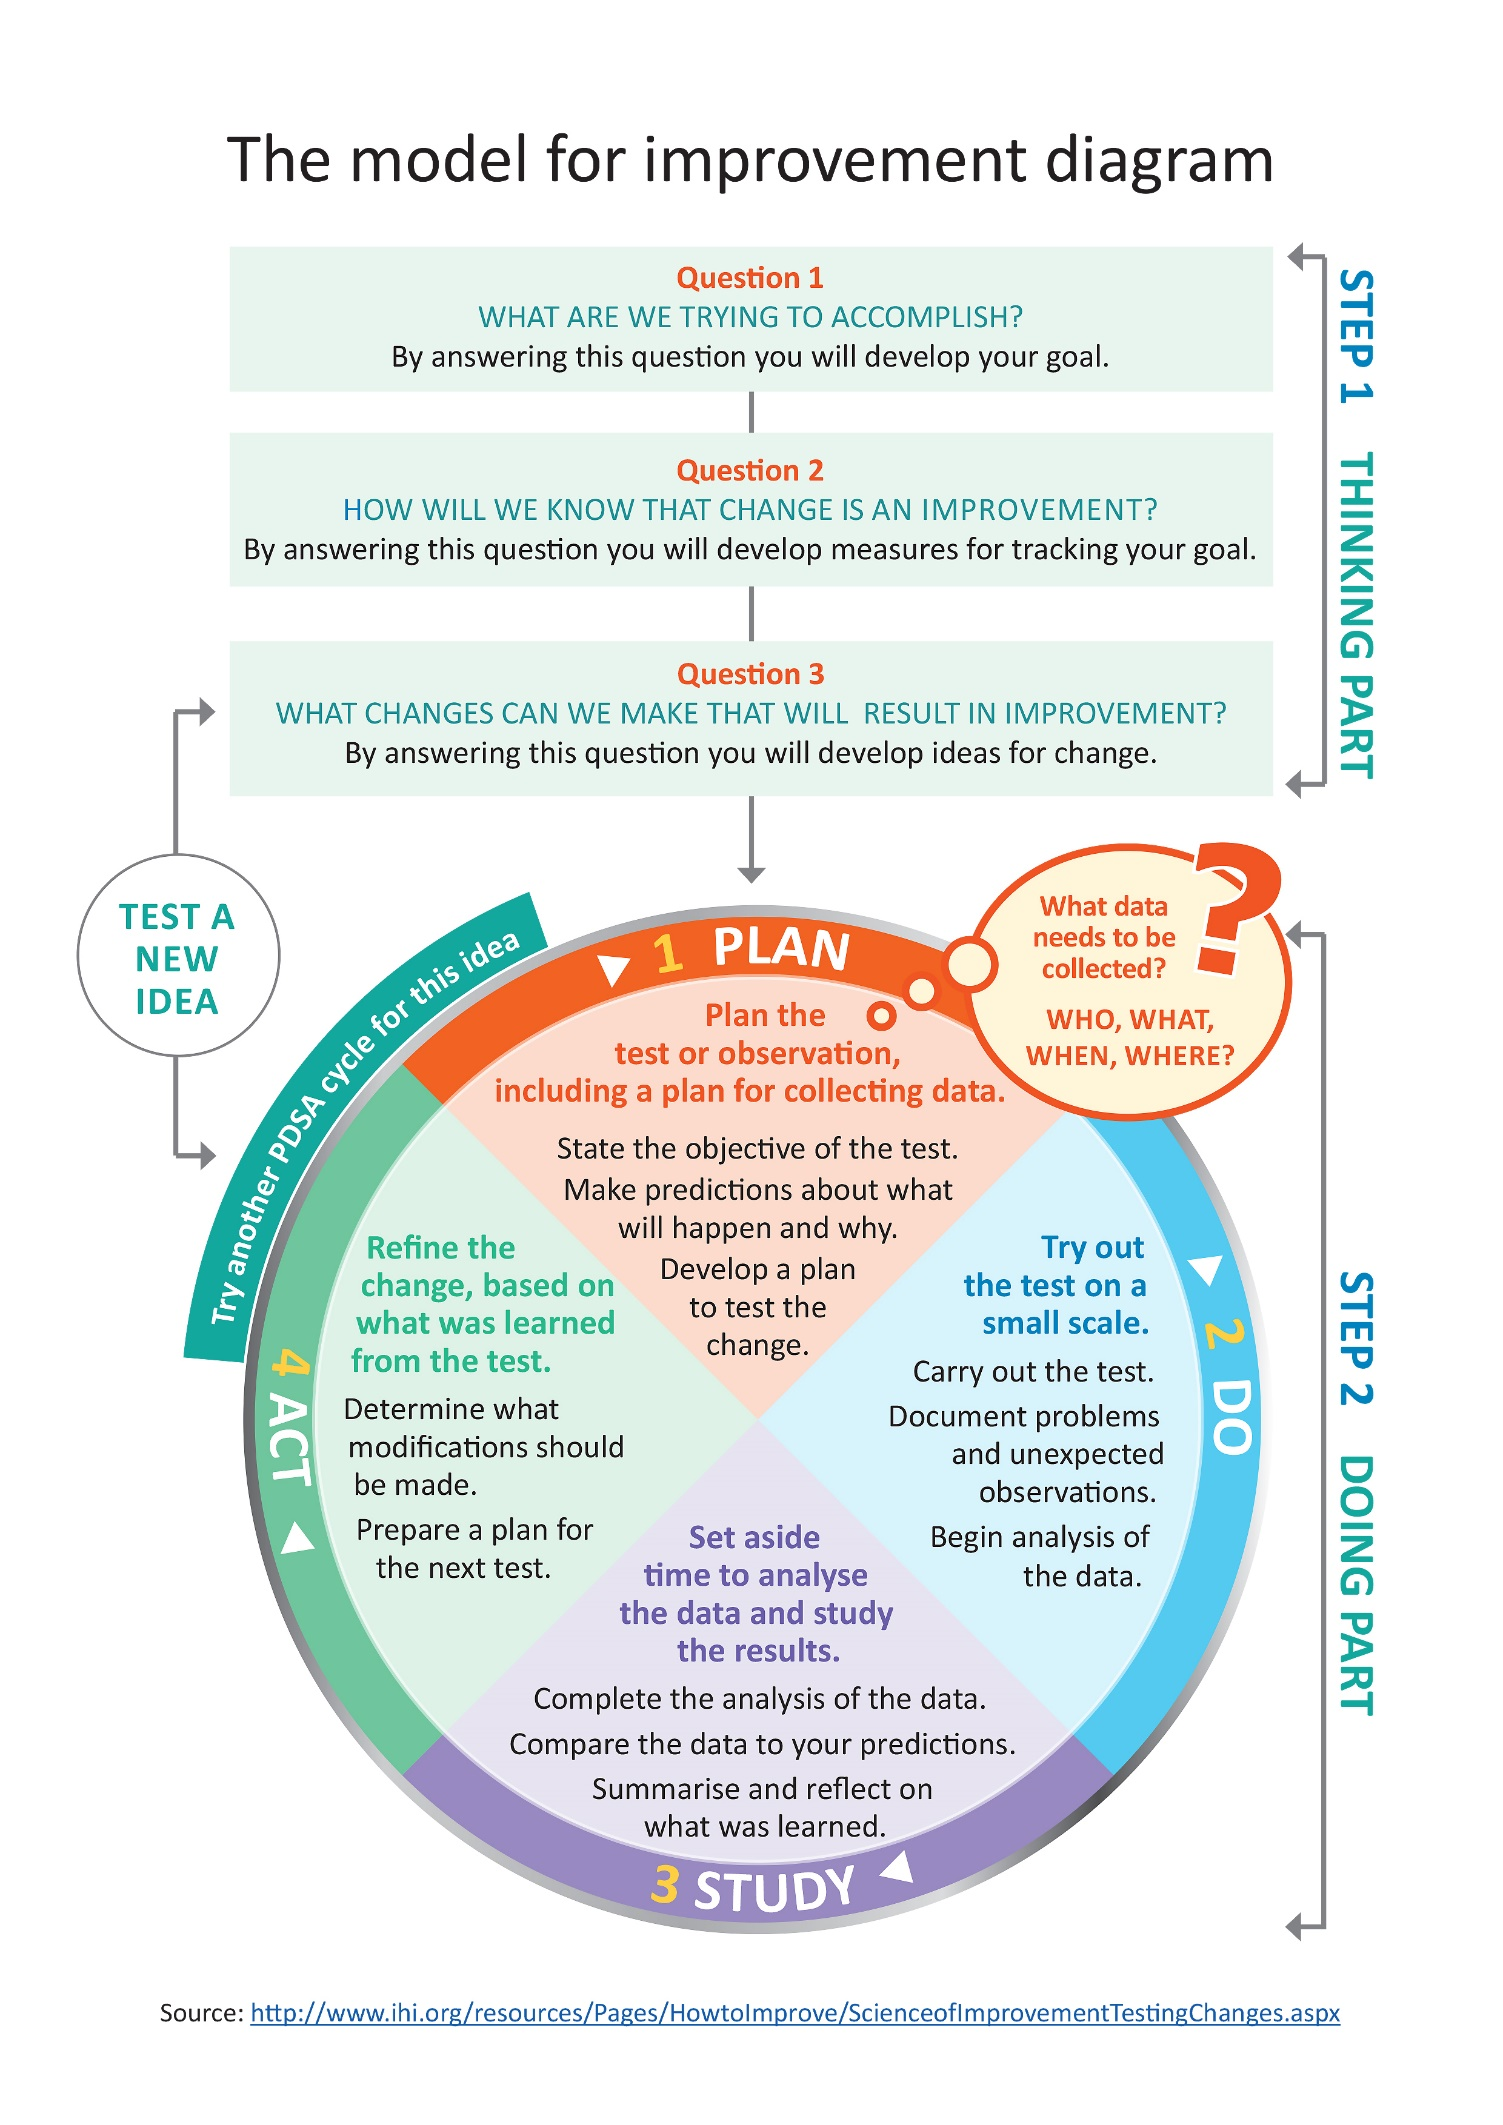 The model for improvement diagram
Question 1
WHAT ARE WE TRYING TO ACCOMPLISH?
By answering this question you will develop your goal.
Question 2
HOW WILL WE KNOW THAT CHANGE IS AN IMPROVEMENT?
By answering this question you will develop measures for tracking your goal.
Question 3
WHAT CHANGES CAN WE MAKE THAT WILL RESULT IN IMPROVEMENT?
By answering this question you will develop ideas for change.
STEP 1 THINKING PART
TEST A
NEW
IDEA
Try another PDSA cycle for this idea
1 PLAN
Plan the
test or observation,
including a plan for collecting data.
State the objective of the test.
Make predictions about what
will happen and why.
Develop a plan
to test the
change.
?
What data
needs to be
collected?
WHO, WHAT,
WHEN, WHERE?
2 DO
Try out
the test on a
small scale.
Carry out the test.
Document problems
and unexpected
observations.
Begin analysis of
the data.
3 STUDY
Set aside
time to analyse
the data and study
the results.
Complete the analysis of the data.
Compare the data to your predictions.
Summarise and reflect on
what was learned.
4 ACT
Refine the
change, based on
what was learned
from the test.
Determine what
modifications should
be made.
Prepare a plan for
the next test.
STEP 2 DOING PART
Source: http://www.ihi.org/resources/Pages/HowtoImprove/ScienceofImprovementTestingChanges.aspx